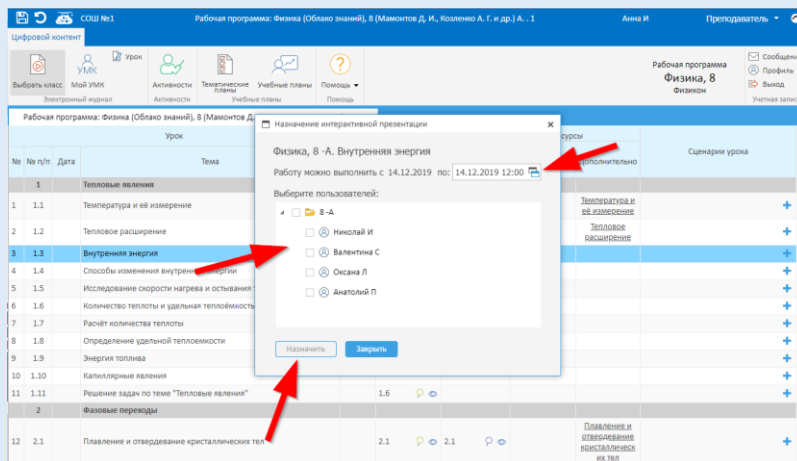 СОШ №1
Рабочая программа: Физика (Облако знаний), 8 (Мамонтов Д. И., Козленко А. Г. и др.) А. . 1
Анна И
Преподаватель
Цифровой контент
Выбрать класс
УМК
Мой УМК
Урок
Электронный журнал
Активности
Активности
Тематические планы
Учебные планы
Учебные планы
?
Помощь
Помощь
Рабочая программа
Физика, 8
Физикон
Сообщени
Профиль
Выход
Учетная запис
Рабочая программа: Физика (Облако знаний), 8 (Мамонтов Д.
Урок
сурсы
Сценарии урока
№ № п/п Дата Тема
дополнительно
1 Тепловые явления
1 1.1 Температура и её измерение
Температура и её измерение
2 1.2 Тепловое расширение
Тепловое расширение
3 1.3 Внутренняя энергия
4 1.4 Способы изменения внутренн энергии
5 1.5 Исследование скорости нагрева и остывания
6 1.6 Количество теплоты и удельная теплоёмкость
7 1.7 Расчёт количества теплоты
8 1.8 Определение удельной теплоемкости
9 1.9 Энергия топлива
10 1.10 Капиллярные явления
11 1.11 Решение задач по теме "Тепловые явления" 1.6
2 Фазовые переходы
12 2.1 Плавление и отвердевание кристаллических тел 2.1 2.1
Плавление и отвердевание кристаллическ их тел
Назначение интерактивной презентации
Физика, 8 -А. Внутренняя энергия
Работу можно выполнить с 14.12.2019 по: 14.12.2019 12:00
Выберите пользователей:
8 -А
Николай И
Валентина С
Оксана Л
Анатолий П
Назначить
Закрыть